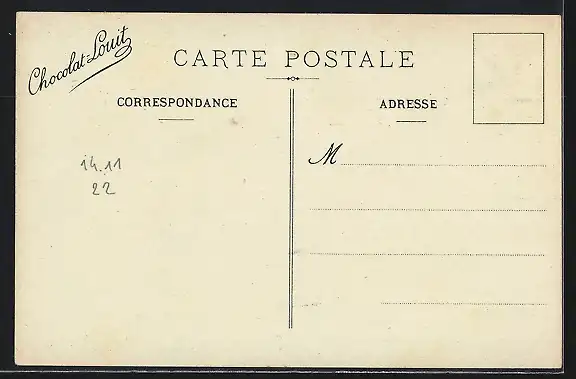 Chocolat-Louit
CARTE POSTALE
CORRESPONDANCE
ADRESSE
M
14.11
22